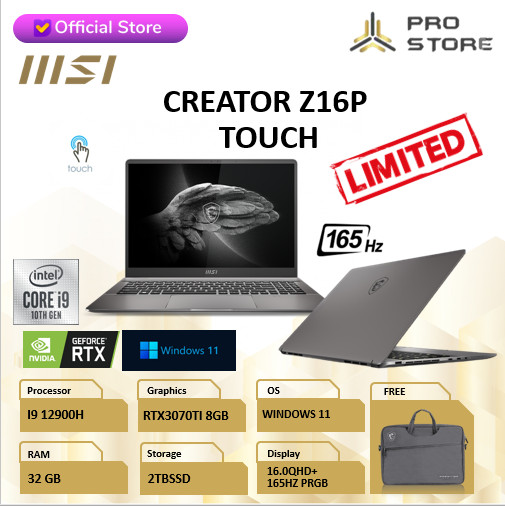 Official Store
PRO
STORE
msi
CREATOR Z16P
TOUCH
touch
LIMITED
165 Hz
msi
intel
CORE i9
10TH GEN
NVIDIA
GEFORCE
RTX
Windows 11
Processor
I9 12900H
Graphics
RTX3070TI 8GB
OS
WINDOWS 11
FREE
RAM
32 GB
Storage
2TBSSD
Display
16.0QHD+
165HZ PRGB